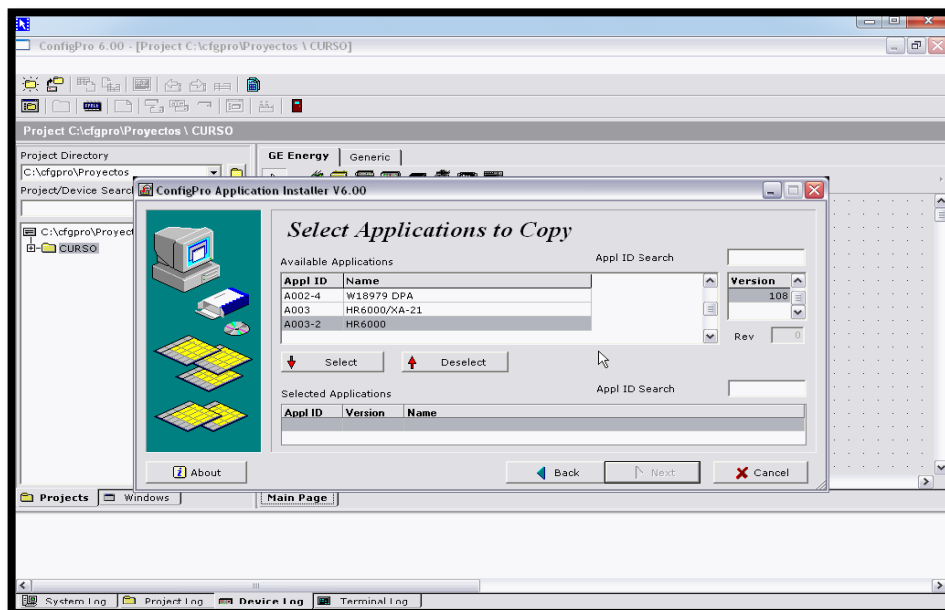 ConfigPro 6.00 - [Project C:\cfgpro\Proyectos \ CURSO]
Project C:\cfgpro\Proyectos \ CURSO
Project Directory
GE Energy
Generic
C:\cfgpro\Proyectos
Project/Device Searc
ConfigPro Application Installer V6.00
C:\cfgpro\Proyect
CURSO
Select Applications to Copy
Available Applications
Appl ID Search
Appl ID Name
Version
A002-4 W18979 DPA
108
A003 HR6000/XA-21
A003-2 HR6000
Rev 0
Select
Deselect
Selected Applications
Appl ID Search
Appl ID Version Name
About
Back
Next
Cancel
Projects
Windows
Main Page
System Log
Project Log
Device Log
Terminal Log